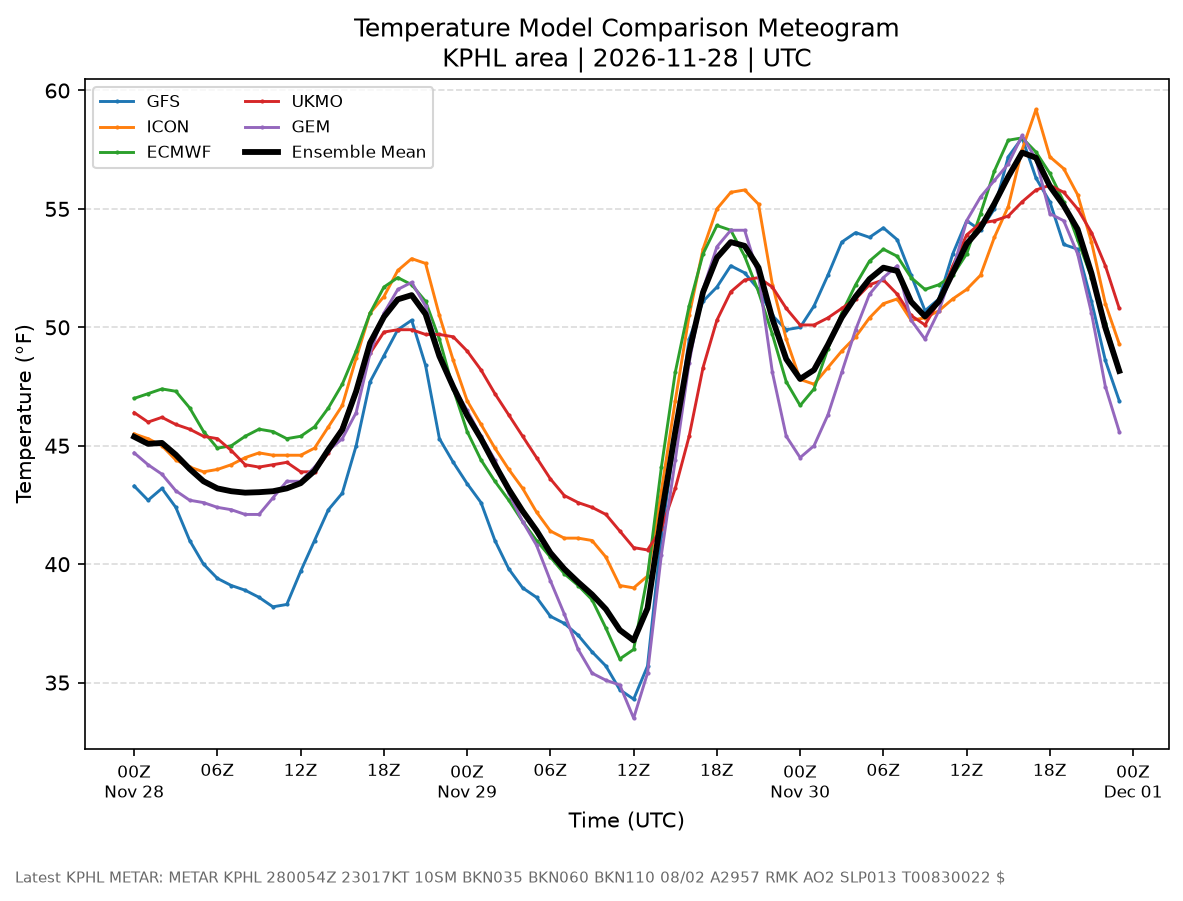 Temperature Model Comparison Meteogram
KPHL area | 2026-11-28 | UTC
GFS
ICON
ECMWF
UKMO
GEM
Ensemble Mean
Temperature (°F)
60
55
50
45
40
35
00Z 06Z 12Z 18Z 00Z 06Z 12Z 18Z 00Z 06Z 12Z 18Z 00Z
Nov 28 Nov 29 Nov 30 Dec 01
Time (UTC)
Latest KPHL METAR: METAR KPHL 280054Z 23017KT 10SM BKN035 BKN060 BKN110 08/02 A2957 RMK AO2 SLP013 T00830022 $